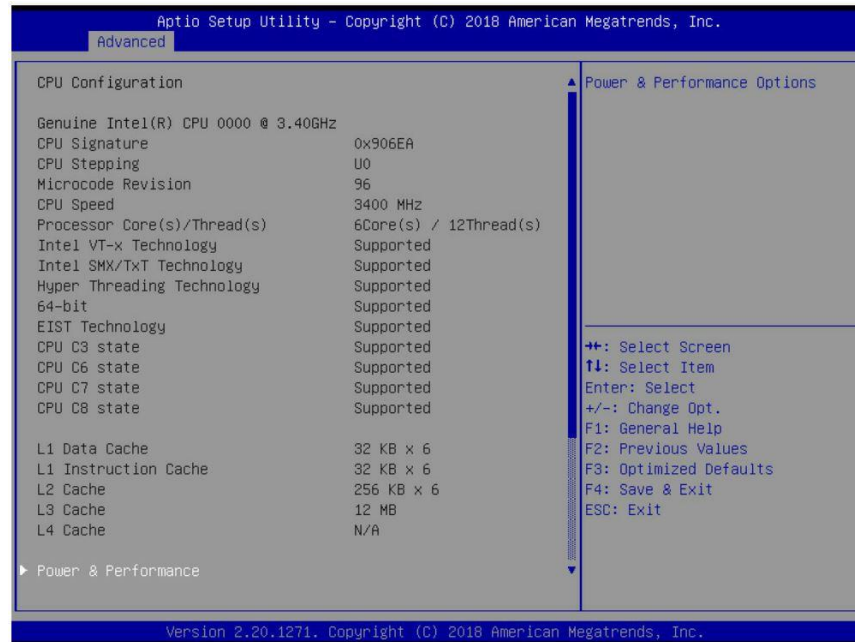 Aptio Setup Utility – Copyright (C) 2018 American Megatrends, Inc.
Advanced
CPU Configuration
Genuine Intel(R) CPU 0000 @ 3.40GHz
CPU Signature 0x906EA
CPU Stepping U0
Microcode Revision 96
CPU Speed 3400 MHz
Processor Core(s)/Thread(s) 6Core(s) / 12Thread(s)
Intel VT-x Technology Supported
Intel SMX/TxT Technology Supported
Hyper Threading Technology Supported
64-bit Supported
EIST Technology Supported
CPU C3 state Supported
CPU C6 state Supported
CPU C7 state Supported
CPU C8 state Supported
L1 Data Cache 32 KB x 6
L1 Instruction Cache 32 KB x 6
L2 Cache 256 KB x 6
L3 Cache 12 MB
L4 Cache N/A
Power & Performance
Power & Performance Options
→←: Select Screen
↑↓: Select Item
Enter: Select
+/-: Change Opt.
F1: General Help
F2: Previous Values
F3: Optimized Defaults
F4: Save & Exit
ESC: Exit
Version 2.20.1271. Copyright (C) 2018 American Megatrends, Inc.